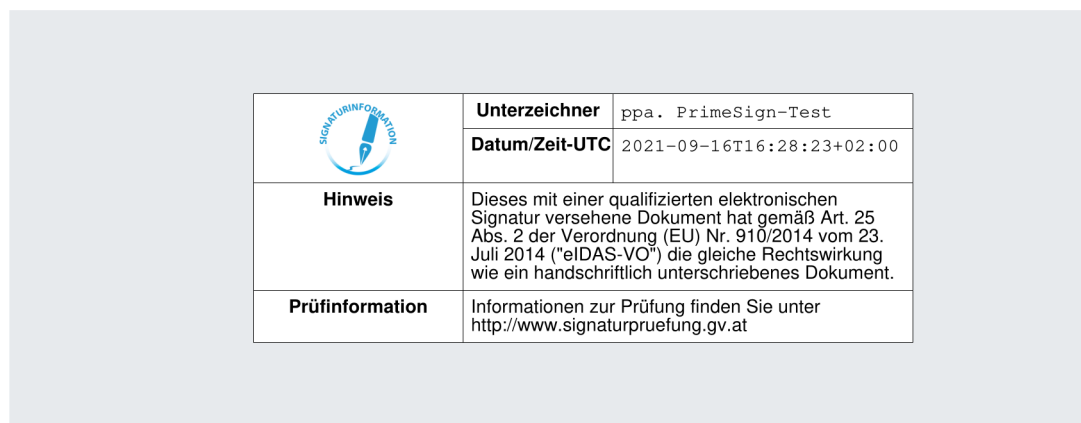 SIGNATURINFORMATION
Unterzeichner ppa. PrimeSign-Test
Datum/Zeit-UTC 2021-09-16T16:28:23+02:00
Hinweis Dieses mit einer qualifizierten elektronischen
Signatur versehene Dokument hat gemäß Art. 25
Abs. 2 der Verordnung (EU) Nr. 910/2014 vom 23.
Juli 2014 ("eIDAS-VO") die gleiche Rechtswirkung
wie ein handschriftlich unterschriebenes Dokument.
Prüfinformation Informationen zur Prüfung finden Sie unter
http://www.signaturpruefung.gv.at